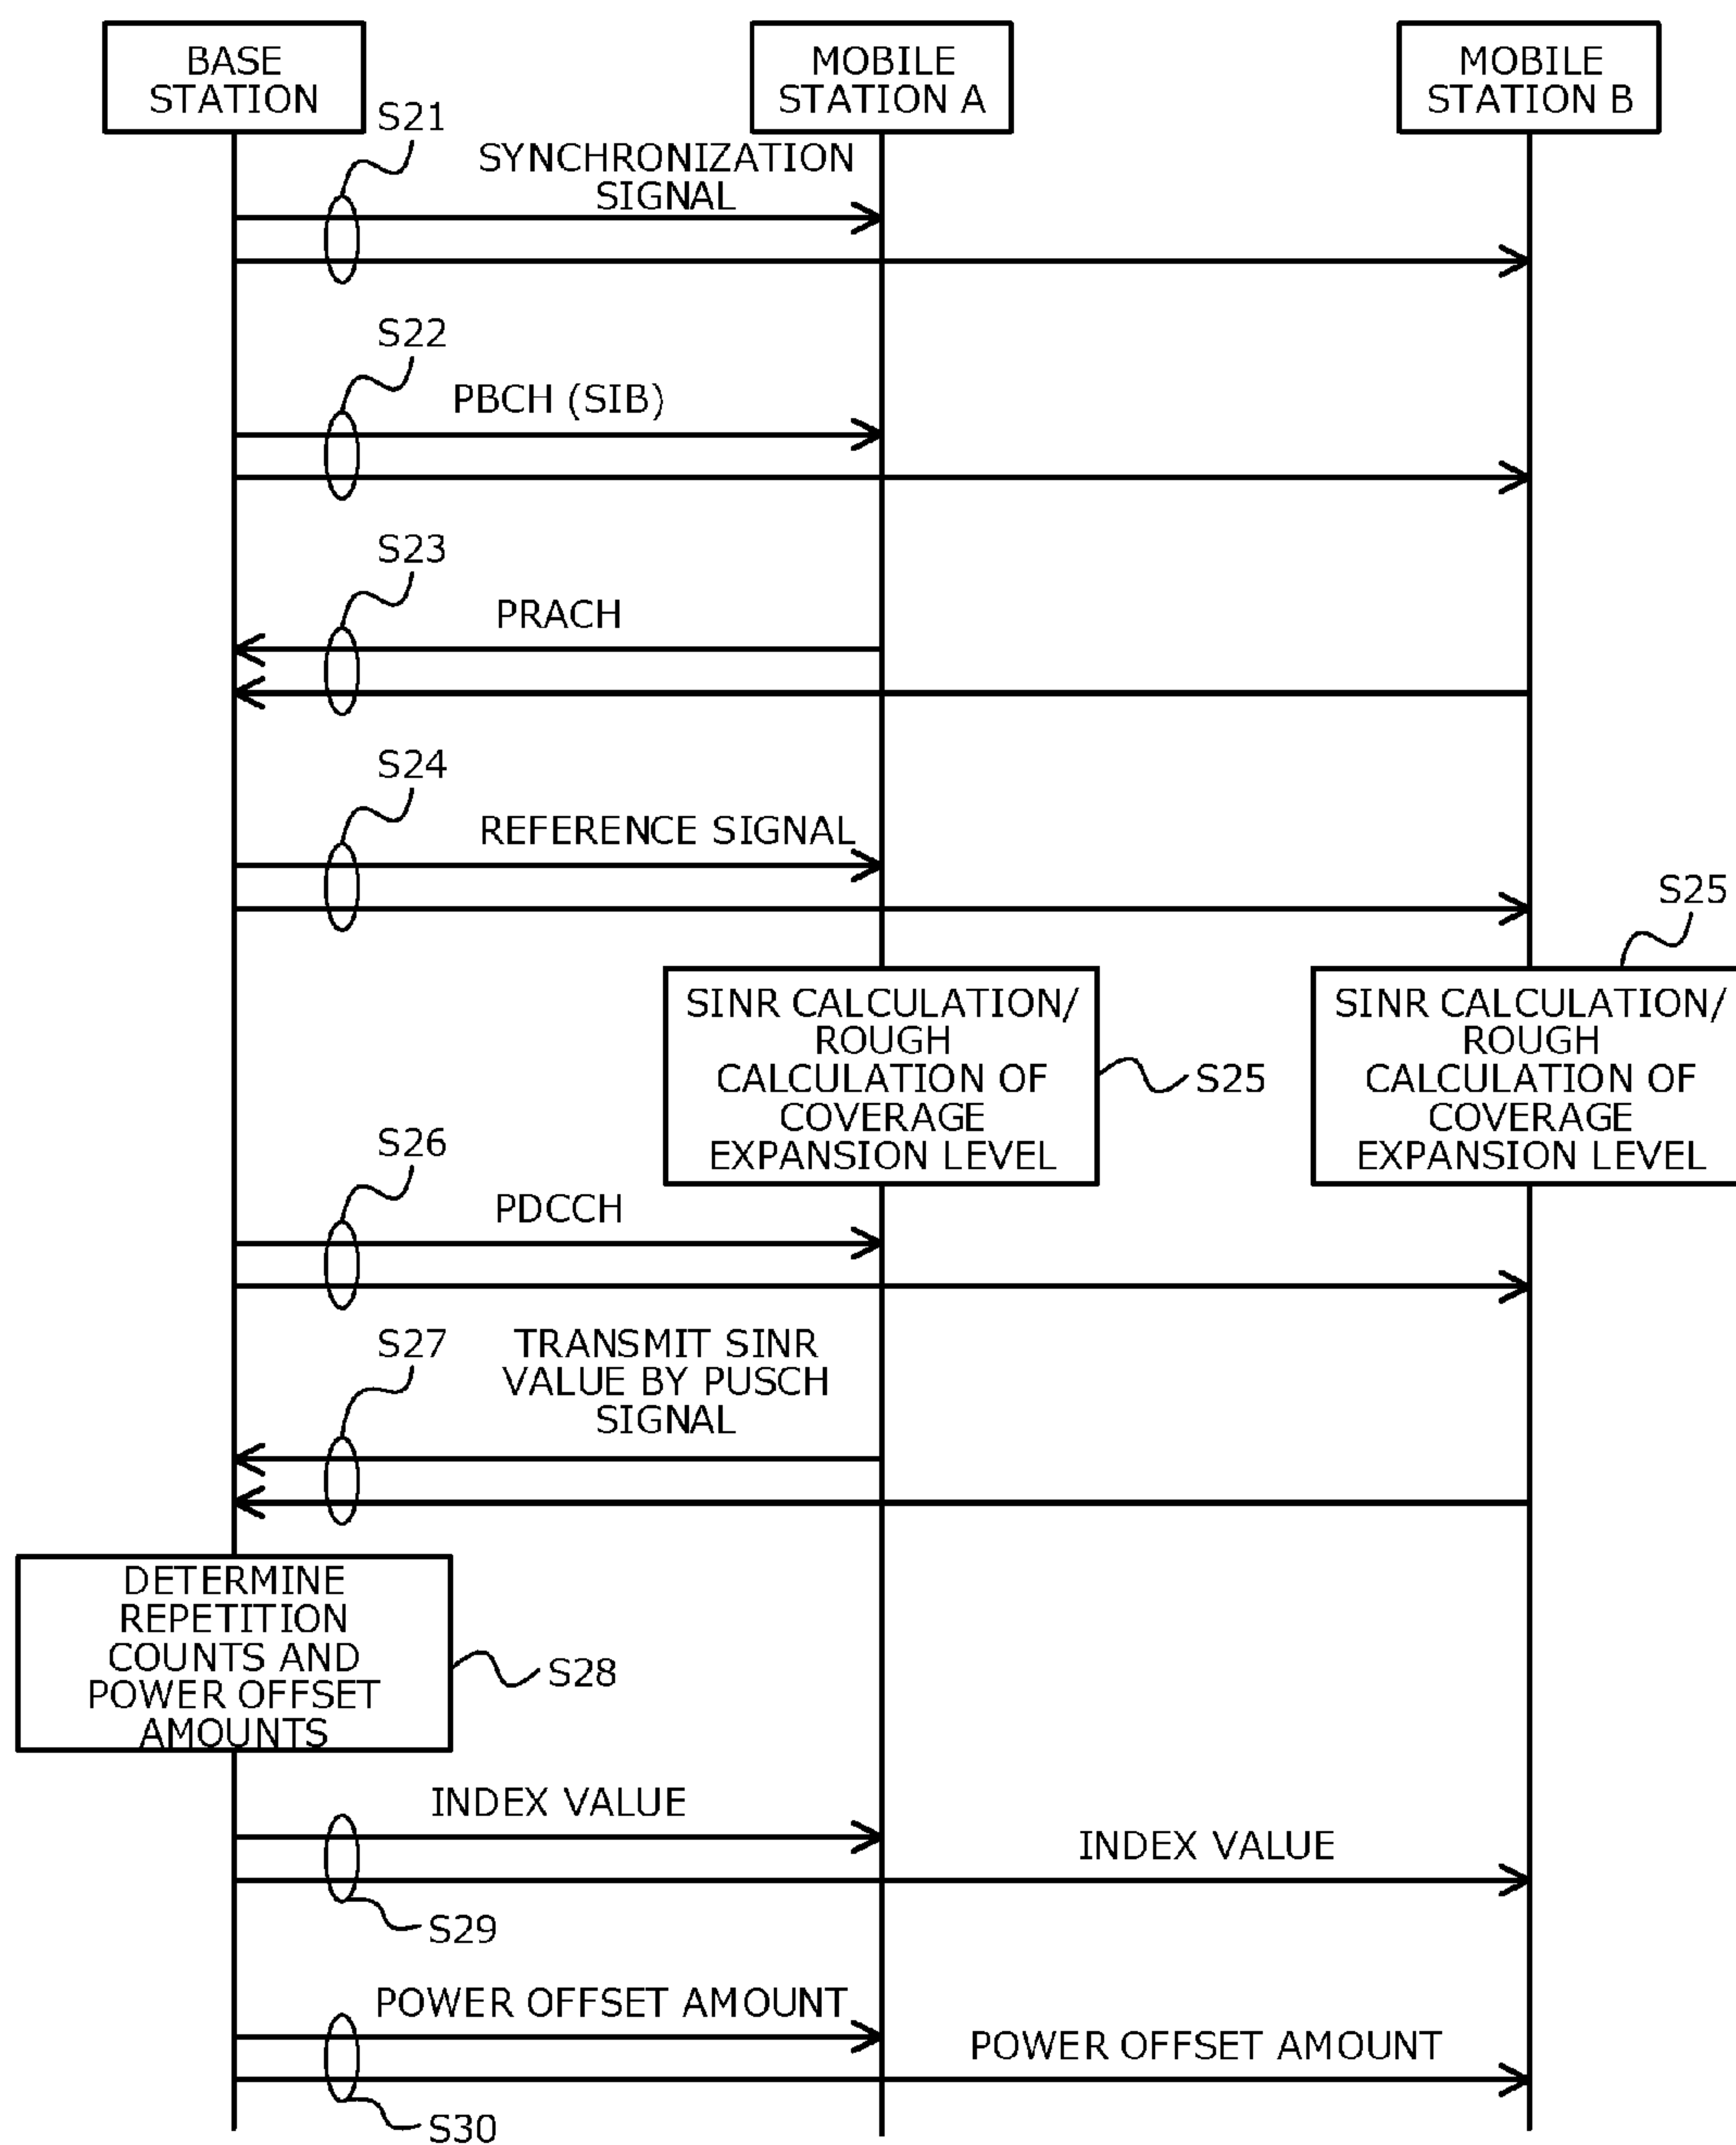 BASE
STATION
MOBILE
STATION A
MOBILE
STATION B
S21
SYNCHRONIZATION
SIGNAL
S22
PBCH (SIB)
S23
PRACH
S24
REFERENCE SIGNAL
S25
SINR CALCULATION/
ROUGH
CALCULATION OF
COVERAGE
EXPANSION LEVEL
S25
SINR CALCULATION/
ROUGH
CALCULATION OF
COVERAGE
EXPANSION LEVEL
S26
PDCCH
S27
TRANSMIT SINR
VALUE BY PUSCH
SIGNAL
DETERMINE
REPETITION
COUNTS AND
POWER OFFSET
AMOUNTS
S28
INDEX VALUE
INDEX VALUE
S29
POWER OFFSET AMOUNT
POWER OFFSET AMOUNT
S30